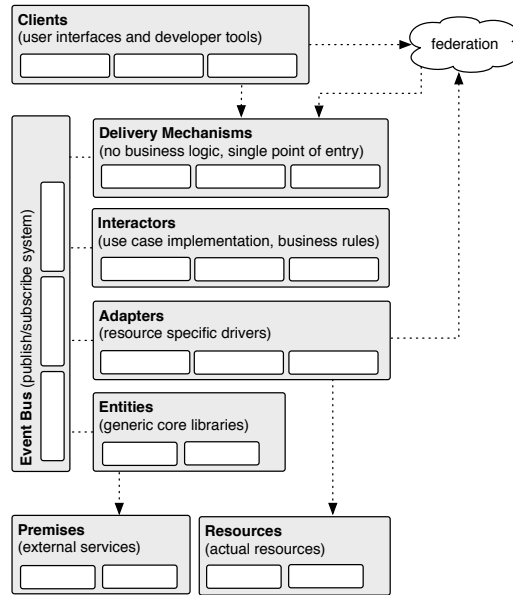 Clients
(user interfaces and developer tools)
federation
Delivery Mechanisms
(no business logic, single point of entry)
Interactors
(use case implementation, business rules)
Adapters
(resource specific drivers)
Entities
(generic core libraries)
Event Bus (publish/subscribe system)
Premises
(external services)
Resources
(actual resources)